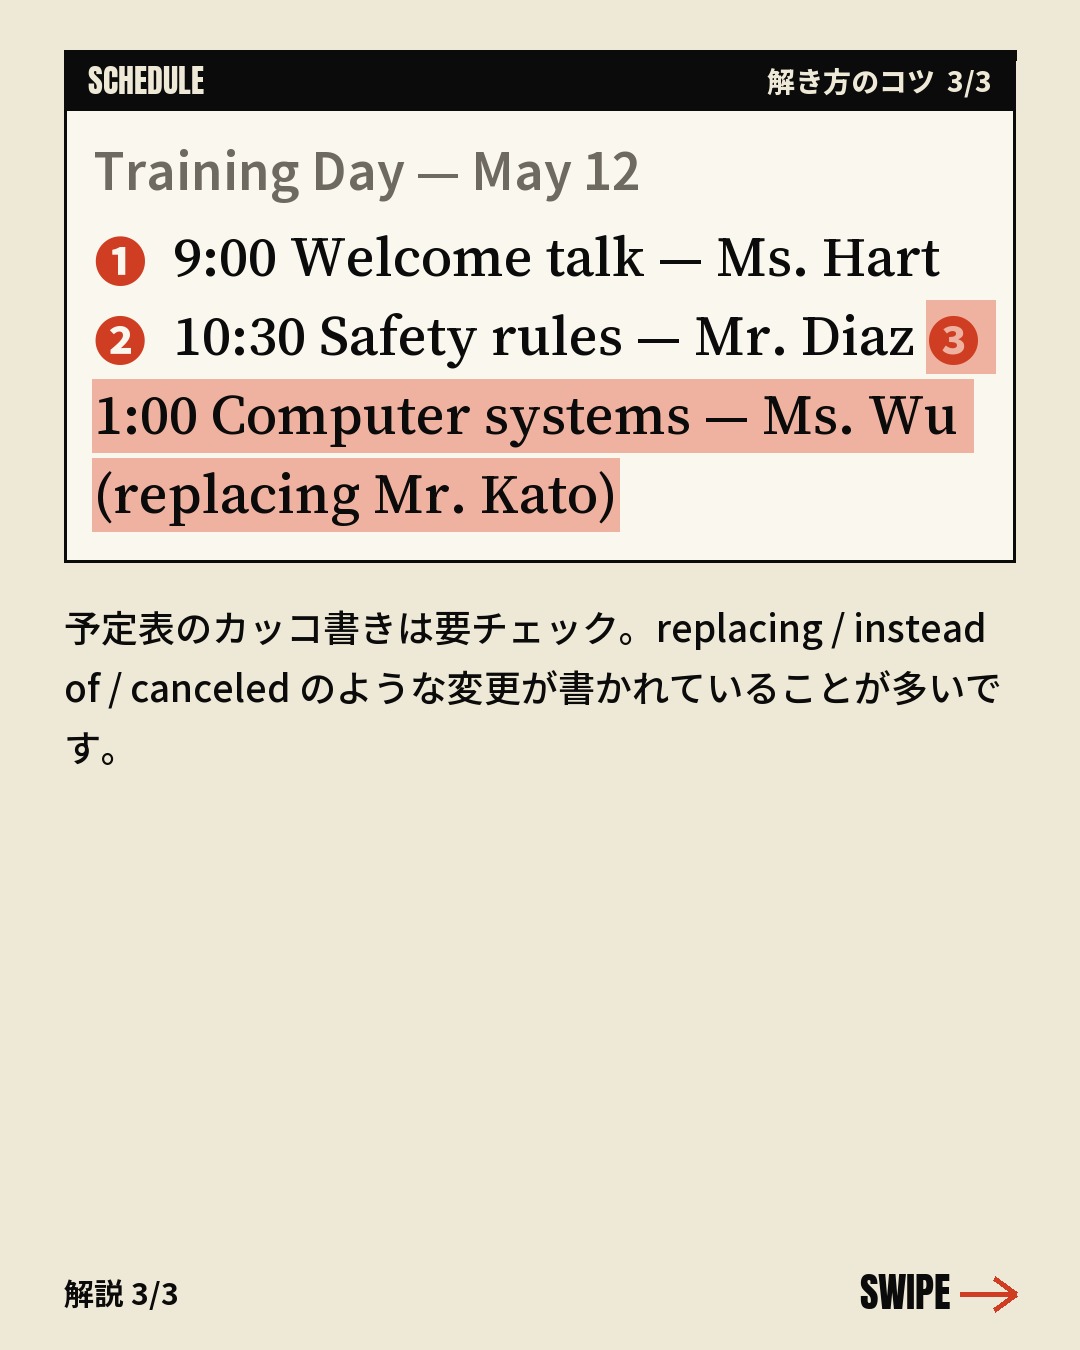 SCHEDULE
解き方のコツ 3/3
Training Day — May 12
❶ 9:00 Welcome talk — Ms. Hart
❷ 10:30 Safety rules — Mr. Diaz ❸
1:00 Computer systems — Ms. Wu
(replacing Mr. Kato)
予定表のカッコ書きは要チェック。replacing / instead
of / canceled のような変更が書かれていることが多いで
す。
解説 3/3
SWIPE